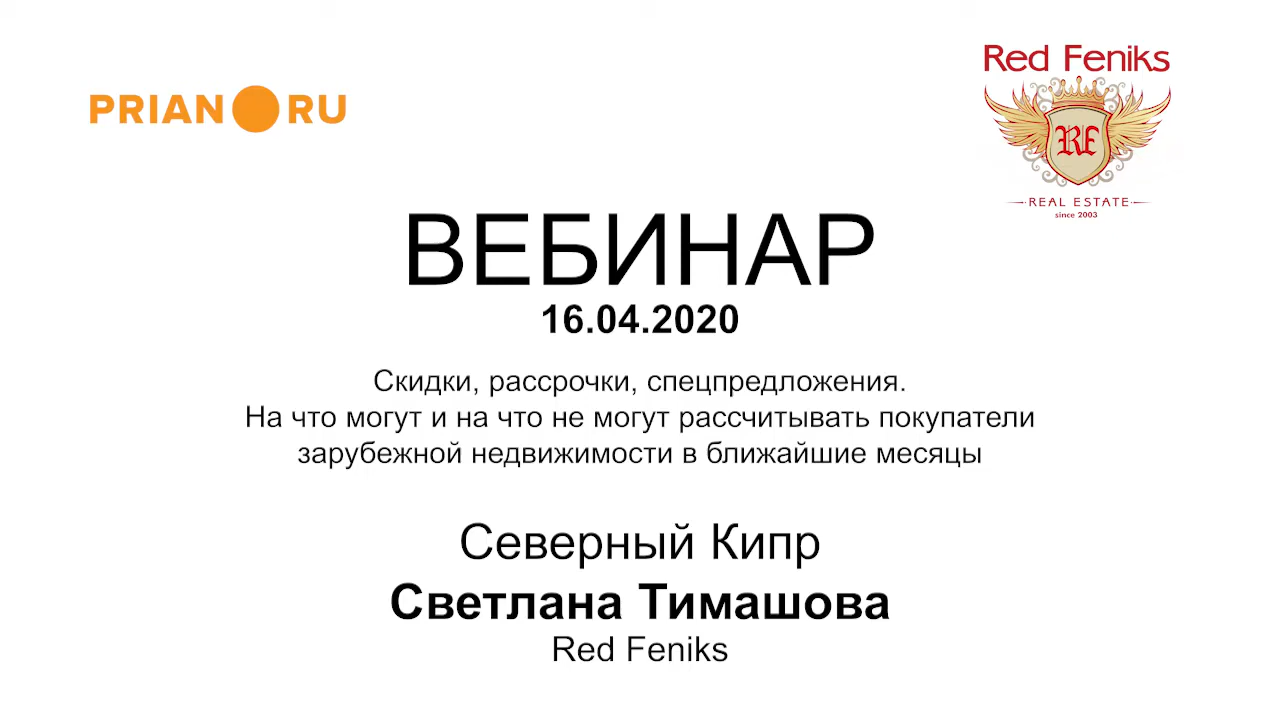 PRIAN RU
Red Feniks
RF
REAL ESTATE
since 2003
ВЕБИНАР
16.04.2020
Скидки, рассрочки, спецпредложения.
На что могут и на что не могут рассчитывать покупатели
зарубежной недвижимости в ближайшие месяцы
Северный Кипр
Светлана Тимашова
Red Feniks